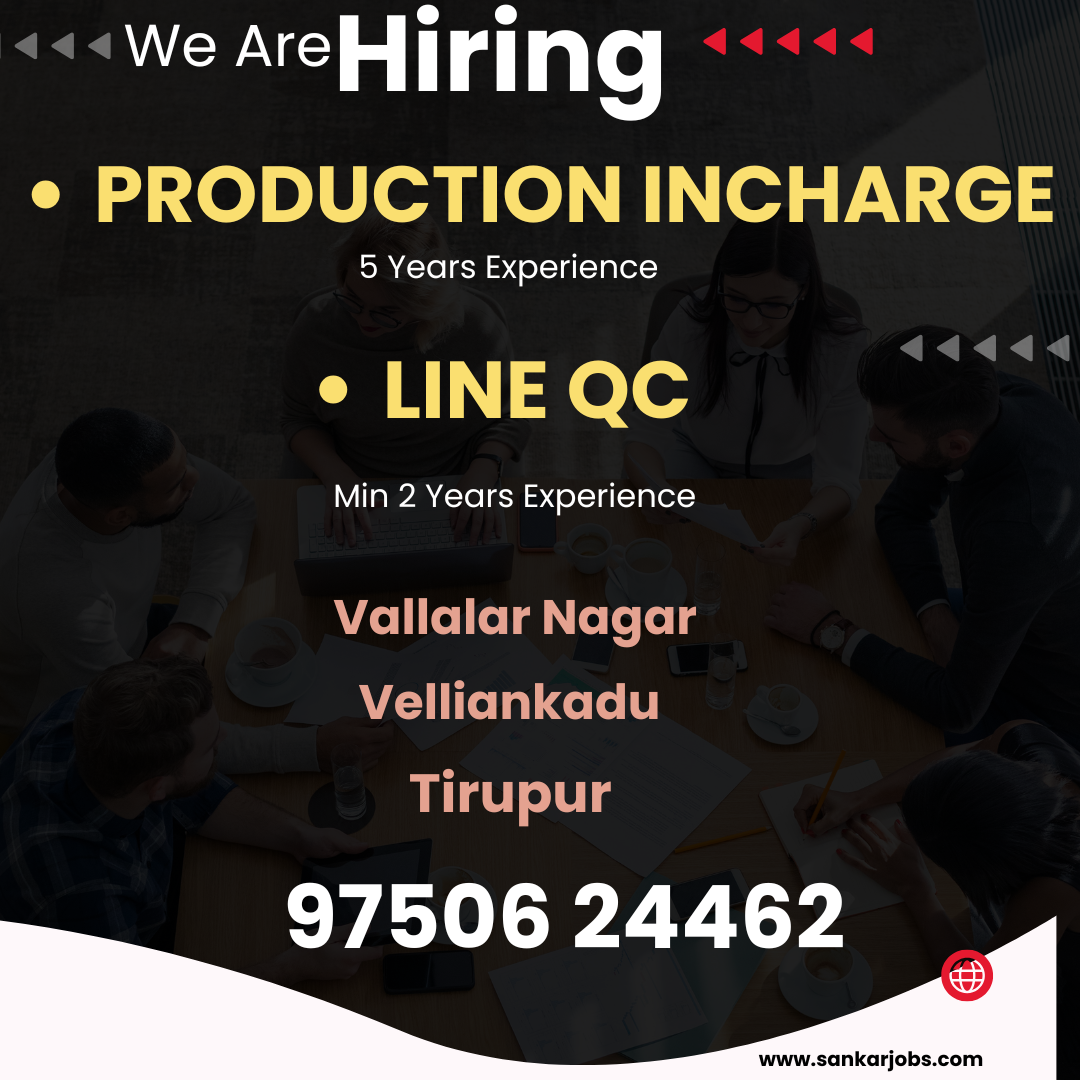 We Are Hiring
• PRODUCTION INCHARGE
5 Years Experience
• LINE QC
Min 2 Years Experience
Vallalar Nagar
Velliankadu
Tirupur
97506 24462
www.sankarjobs.com